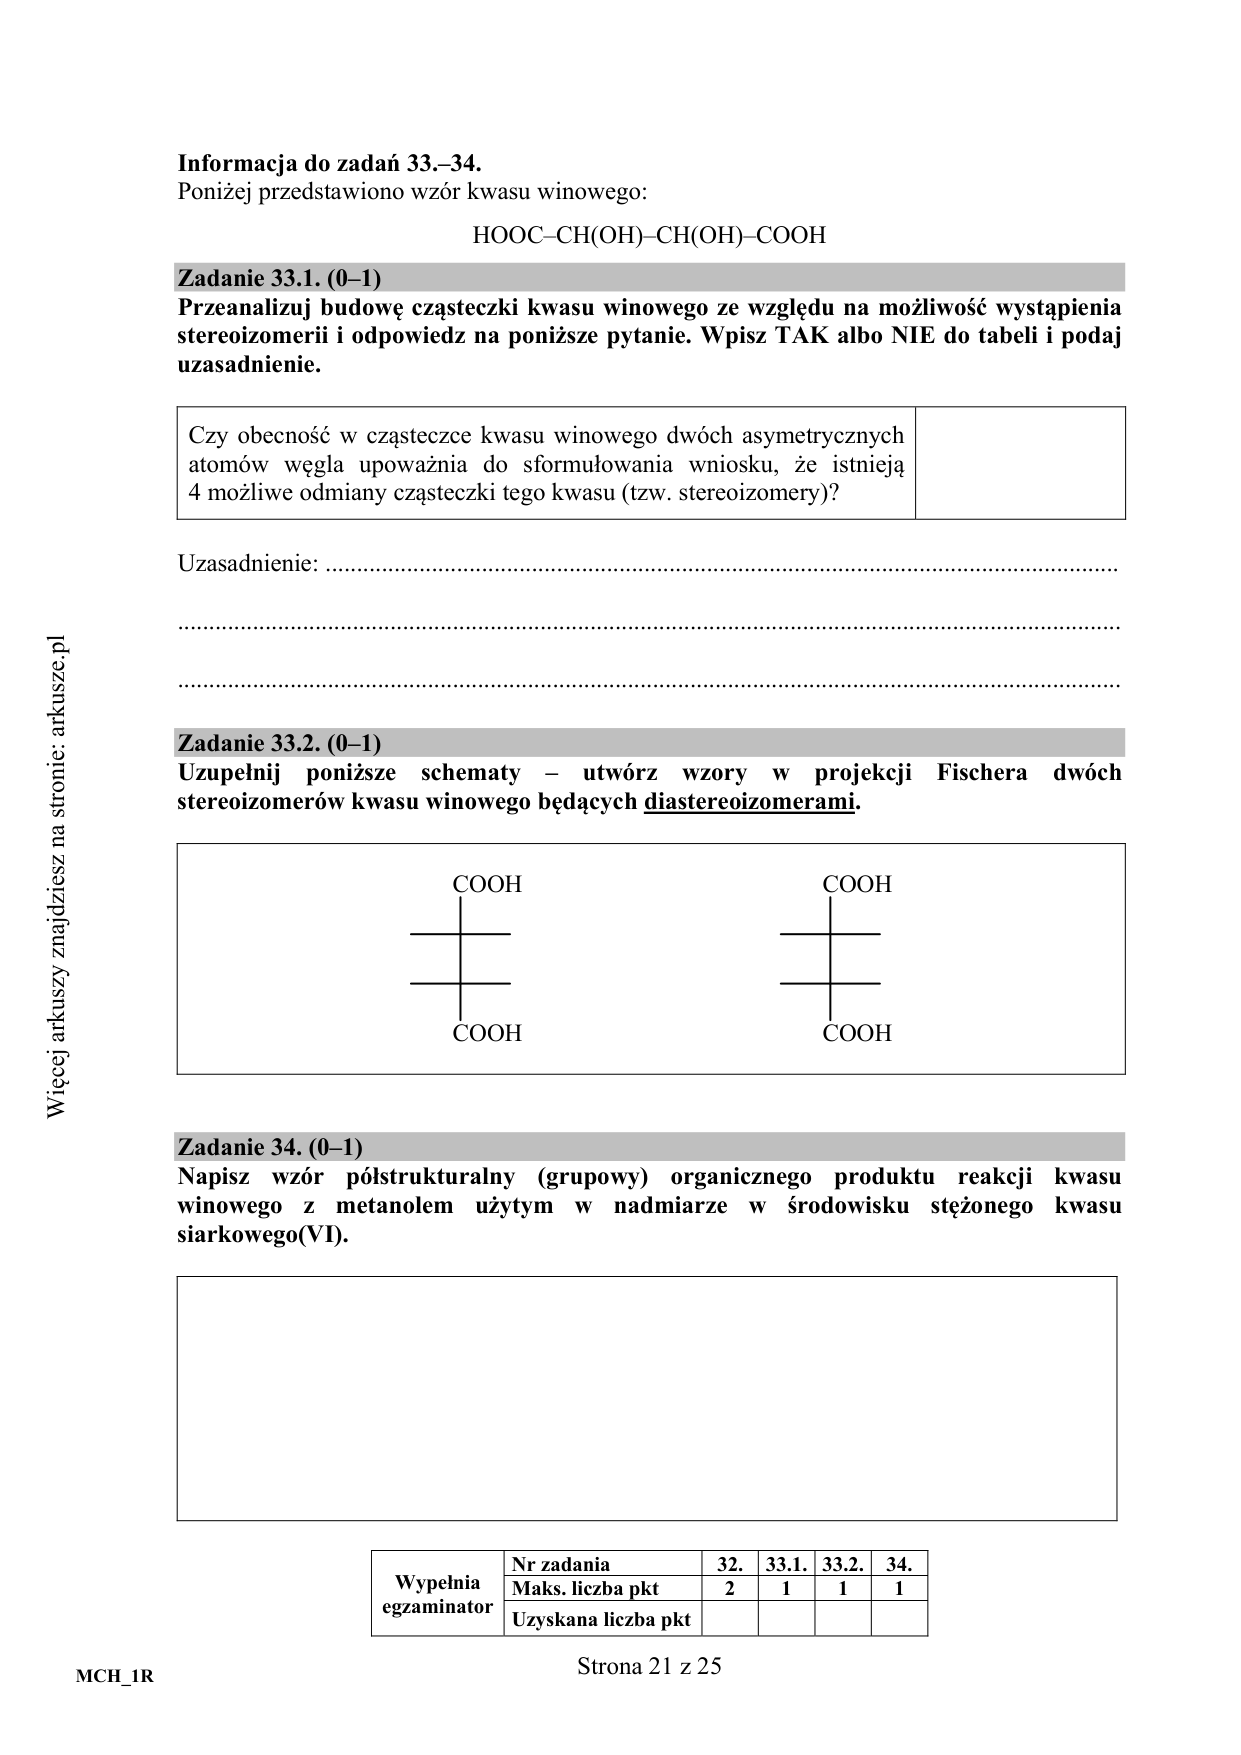 Informacja do zadań 33.–34.
Poniżej przedstawiono wzór kwasu winowego:
HOOC–CH(OH)–CH(OH)–COOH
Zadanie 33.1. (0–1)
Przeanalizuj budowę cząsteczki kwasu winowego ze względu na możliwość wystąpienia
stereoizomerii i odpowiedz na poniższe pytanie. Wpisz TAK albo NIE do tabeli i podaj
uzasadnienie.
Czy obecność w cząsteczce kwasu winowego dwóch asymetrycznych
atomów węgla upoważnia do sformułowania wniosku, że istnieją
4 możliwe odmiany cząsteczki tego kwasu (tzw. stereoizomery)?
Uzasadnienie: ................................................................................................................................
.......................................................................................................................................................
.......................................................................................................................................................
Zadanie 33.2. (0–1)
Uzupełnij poniższe schematy – utwórz wzory w projekcji Fischera dwóch
stereoizomerów kwasu winowego będących diastereoizomerami.
COOH COOH
COOH COOH
Zadanie 34. (0–1)
Napisz wzór półstrukturalny (grupowy) organicznego produktu reakcji kwasu
winowego z metanolem użytym w nadmiarze w środowisku stężonego kwasu
siarkowego(VI).
Wypełnia
egzaminator
Nr zadania 32. 33.1. 33.2. 34.
Maks. liczba pkt 2 1 1 1
Uzyskana liczba pkt
Strona 21 z 25
MCH_1R
Więcej arkuszy znajdziesz na stronie: arkusze.pl